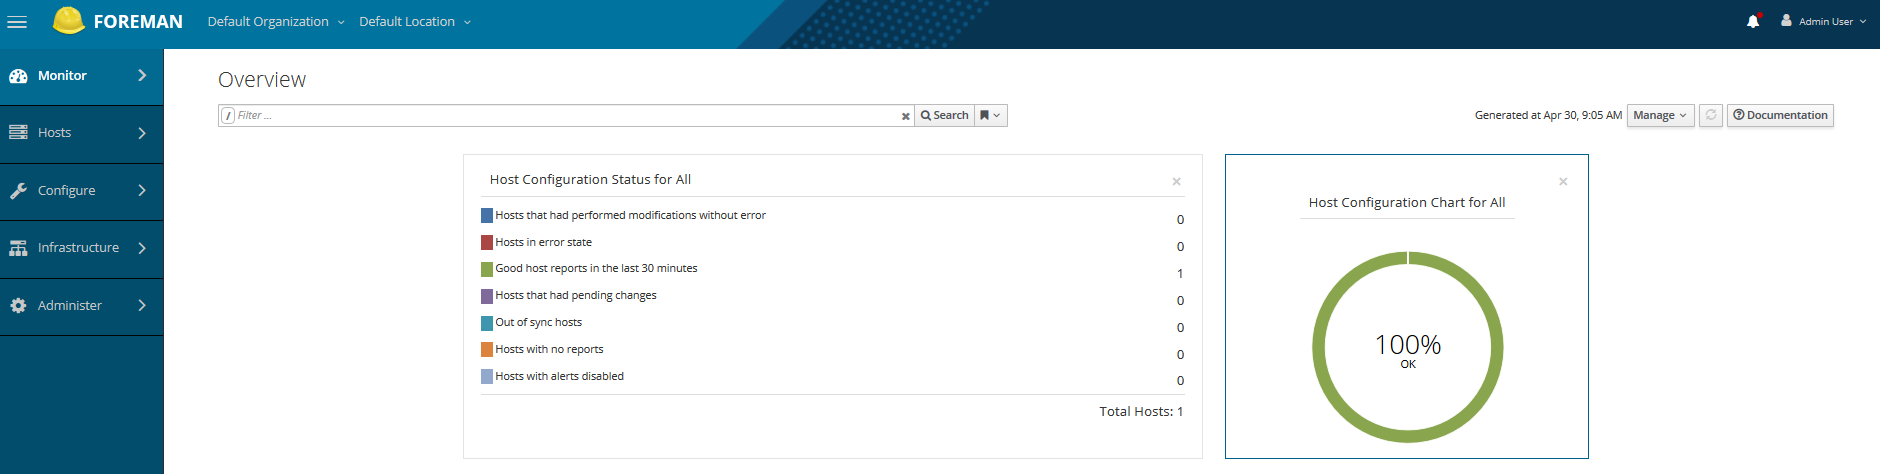 FOREMAN Default Organization Default Location Admin User
Monitor
Hosts
Configure
Infrastructure
Administer
Overview
/ Filter ... Search Generated at Apr 30, 9:05 AM Manage Documentation
Host Configuration Status for All
Hosts that had performed modifications without error 0
Hosts in error state 0
Good host reports in the last 30 minutes 1
Hosts that had pending changes 0
Out of sync hosts 0
Hosts with no reports 0
Hosts with alerts disabled 0
Total Hosts: 1
Host Configuration Chart for All
100%
OK